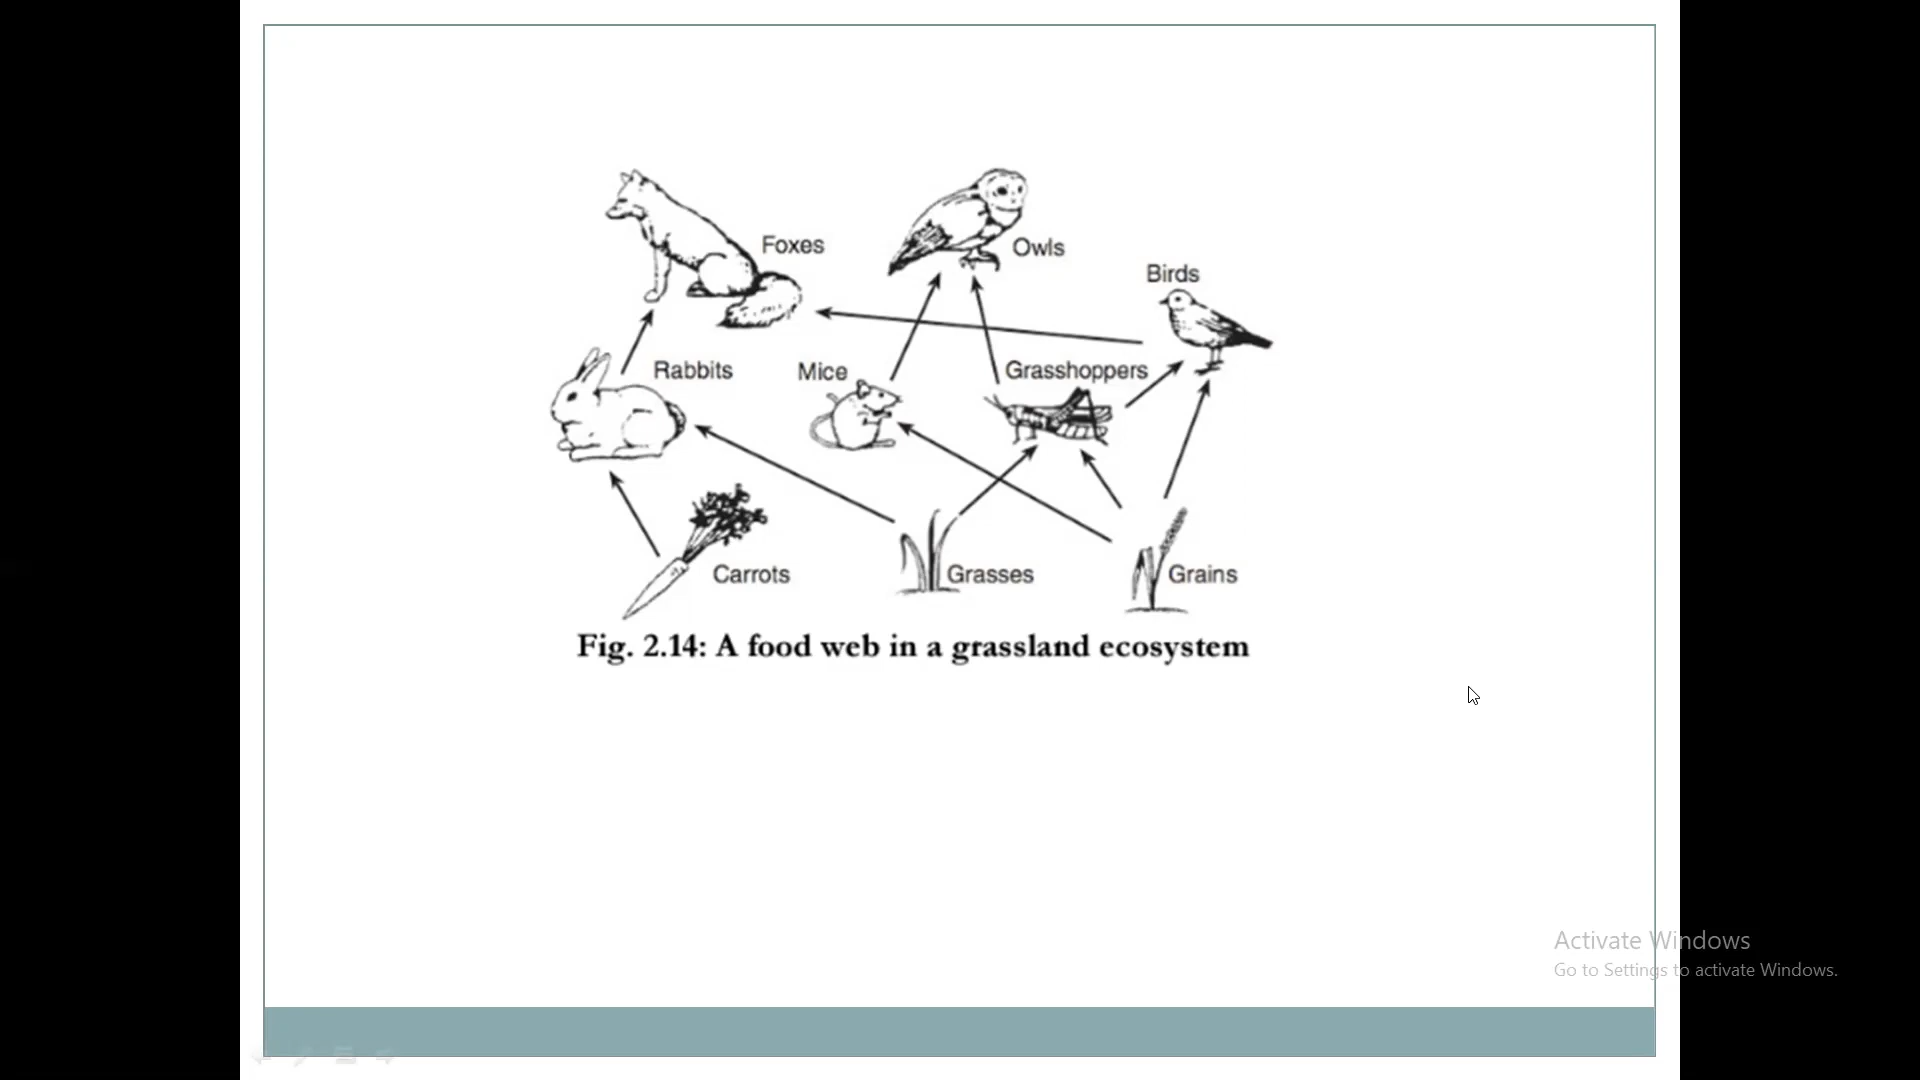 Foxes
Owls
Birds
Rabbits
Mice
Grasshoppers
Carrots
Grasses
Grains
Fig. 2.14: A food web in a grassland ecosystem
Activate Windows
Go to Settings to activate Windows.